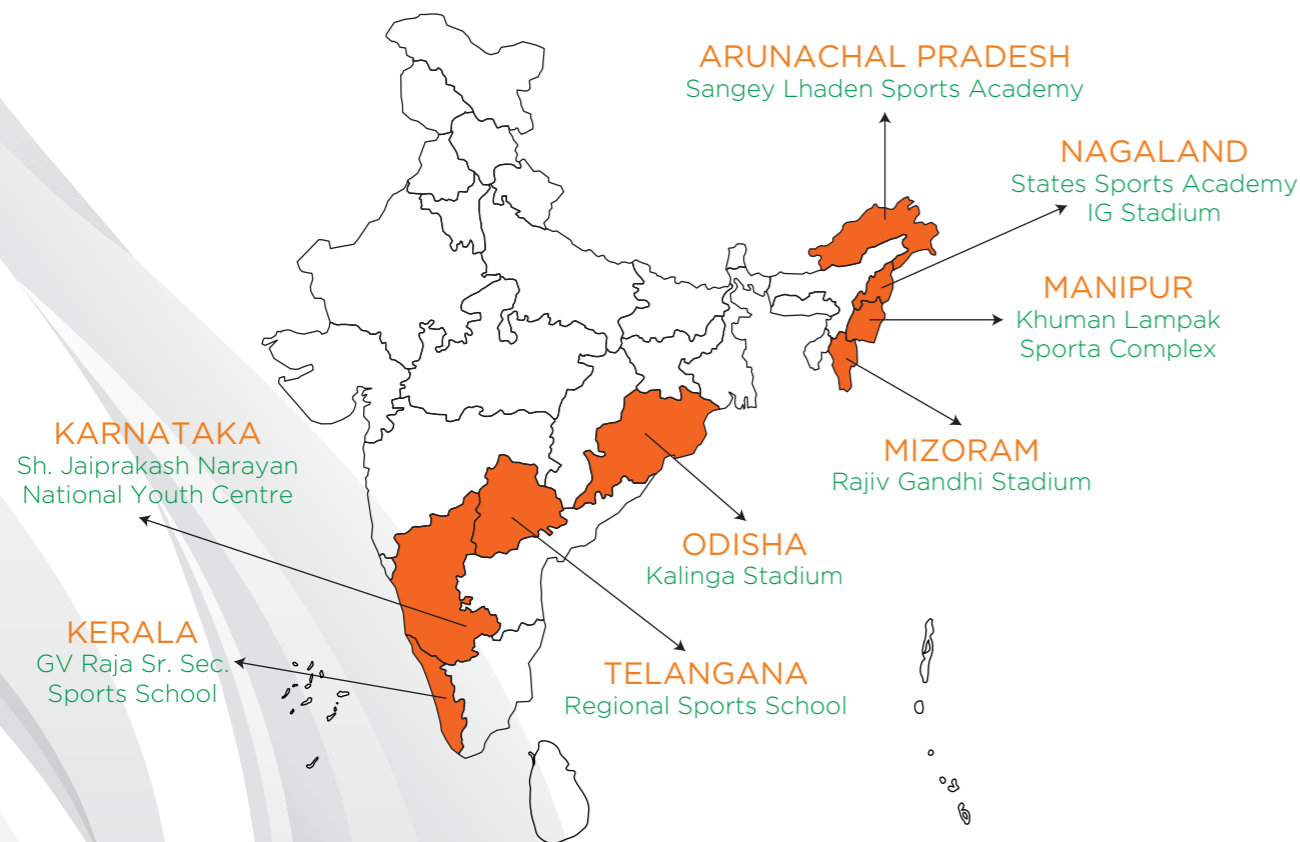 ARUNACHAL PRADESH
Sangey Lhaden Sports Academy
NAGALAND
States Sports Academy
IG Stadium
MANIPUR
Khuman Lampak
Sporta Complex
MIZORAM
Rajiv Gandhi Stadium
KARNATAKA
Sh. Jaiprakash Narayan
National Youth Centre
ODISHA
Kalinga Stadium
KERALA
GV Raja Sr. Sec.
Sports School
TELANGANA
Regional Sports School